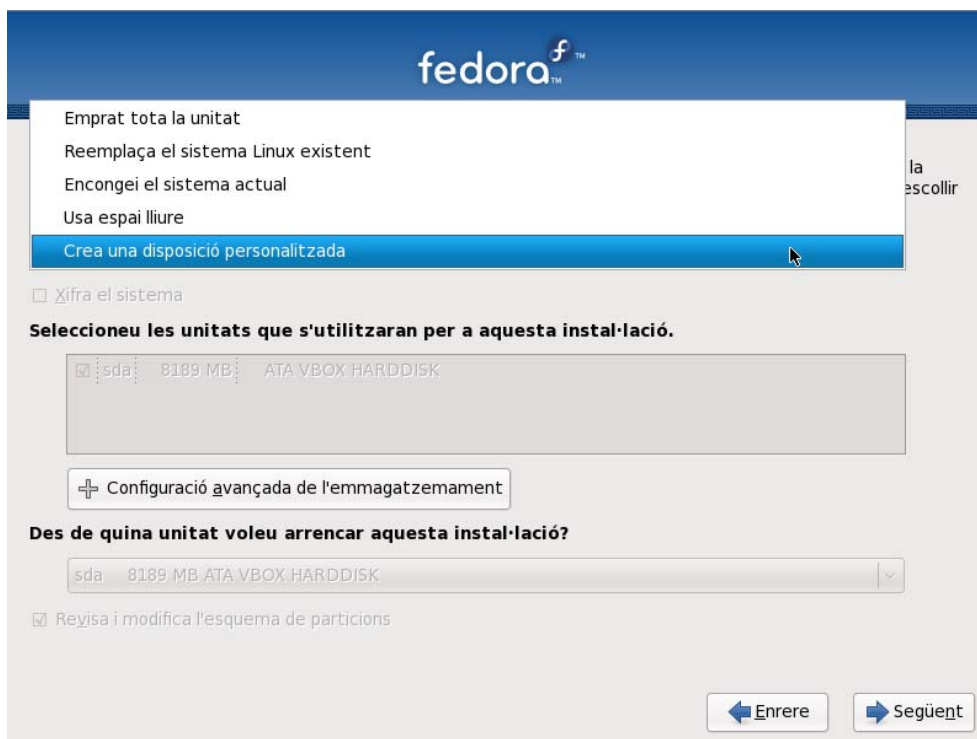 fedora f ™
™
Emprat tota la unitat
Reemplaça el sistema Linux existent
la
Encongei el sistema actual
escollir
Usa espai lliure
Crea una disposició personalitzada
Xifra el sistema
Seleccioneu les unitats que s'utilitzaran per a aquesta instal·lació.
sda 8189 MB ATA VBOX HARDDISK
Configuració avançada de l'emmagatzemament
Des de quina unitat voleu arrencar aquesta instal·lació?
sda 8189 MB ATA VBOX HARDDISK
Revisa i modifica l'esquema de particions
Enrere
Següent